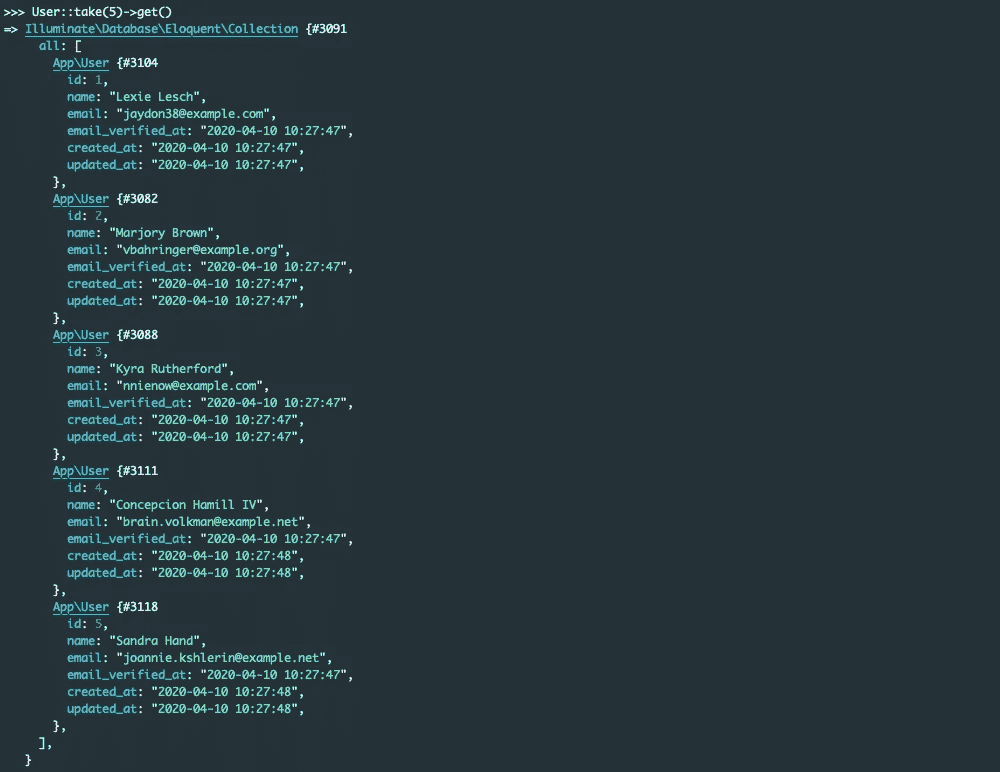 >>> User::take(5)->get()
=> Illuminate\Database\Eloquent\Collection {#3091
     all: [
       App\User {#3104
         id: 1,
         name: "Lexie Lesch",
         email: "jaydon38@example.com",
         email_verified_at: "2020-04-10 10:27:47",
         created_at: "2020-04-10 10:27:47",
         updated_at: "2020-04-10 10:27:47",
       },
       App\User {#3082
         id: 2,
         name: "Marjory Brown",
         email: "vbahringer@example.org",
         email_verified_at: "2020-04-10 10:27:47",
         created_at: "2020-04-10 10:27:47",
         updated_at: "2020-04-10 10:27:47",
       },
       App\User {#3088
         id: 3,
         name: "Kyra Rutherford",
         email: "nnienow@example.com",
         email_verified_at: "2020-04-10 10:27:47",
         created_at: "2020-04-10 10:27:47",
         updated_at: "2020-04-10 10:27:47",
       },
       App\User {#3111
         id: 4,
         name: "Concepcion Hamill IV",
         email: "brain.volkman@example.net",
         email_verified_at: "2020-04-10 10:27:47",
         created_at: "2020-04-10 10:27:48",
         updated_at: "2020-04-10 10:27:48",
       },
       App\User {#3118
         id: 5,
         name: "Sandra Hand",
         email: "joannie.kshlerin@example.net",
         email_verified_at: "2020-04-10 10:27:47",
         created_at: "2020-04-10 10:27:48",
         updated_at: "2020-04-10 10:27:48",
       },
     ],
   }